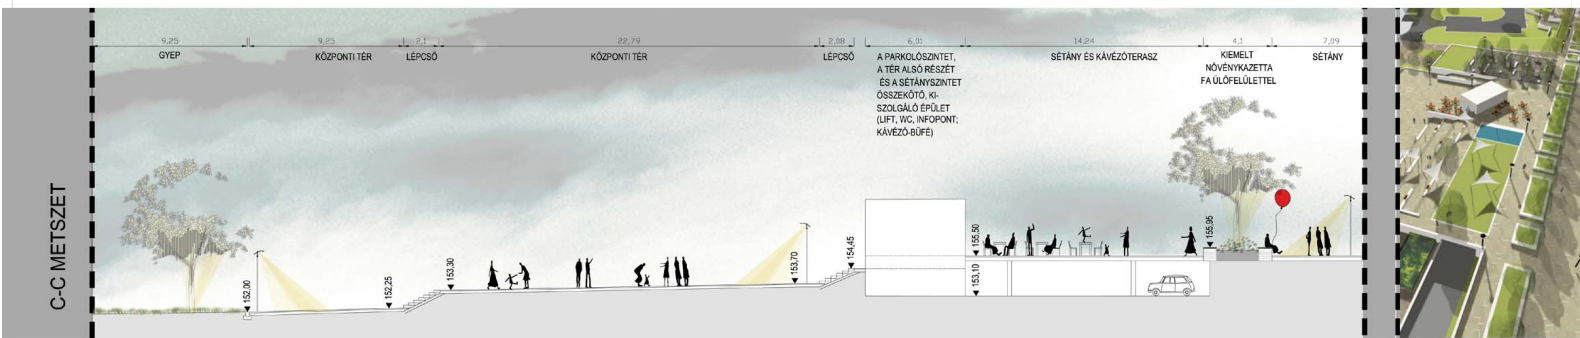 C-C METSZET
9,25
GYEP
9,25
KÖZPONTI TÉR
2,1
LÉPCSŐ
22,79
KÖZPONTI TÉR
2,08
LÉPCSŐ
6,01
A PARKOLÓSZINTET,
A TÉR ALSÓ RÉSZÉT
ÉS A SÉTÁNYSZINTET
ÖSSZEKÖTŐ, KI-
SZOLGÁLÓ ÉPÜLET
(LIFT, WC, INFOPONT;
KÁVÉZÓ-BÜFÉ)
14,24
SÉTÁNY ÉS KÁVÉZÓTERASZ
4,1
KIEMELT
NÖVÉNYKAZETTA
FA ÜLŐFELÜLETTEL
7,09
SÉTÁNY
152,00
152,25
153,30
153,70
154,45
155,50
153,10
155,95